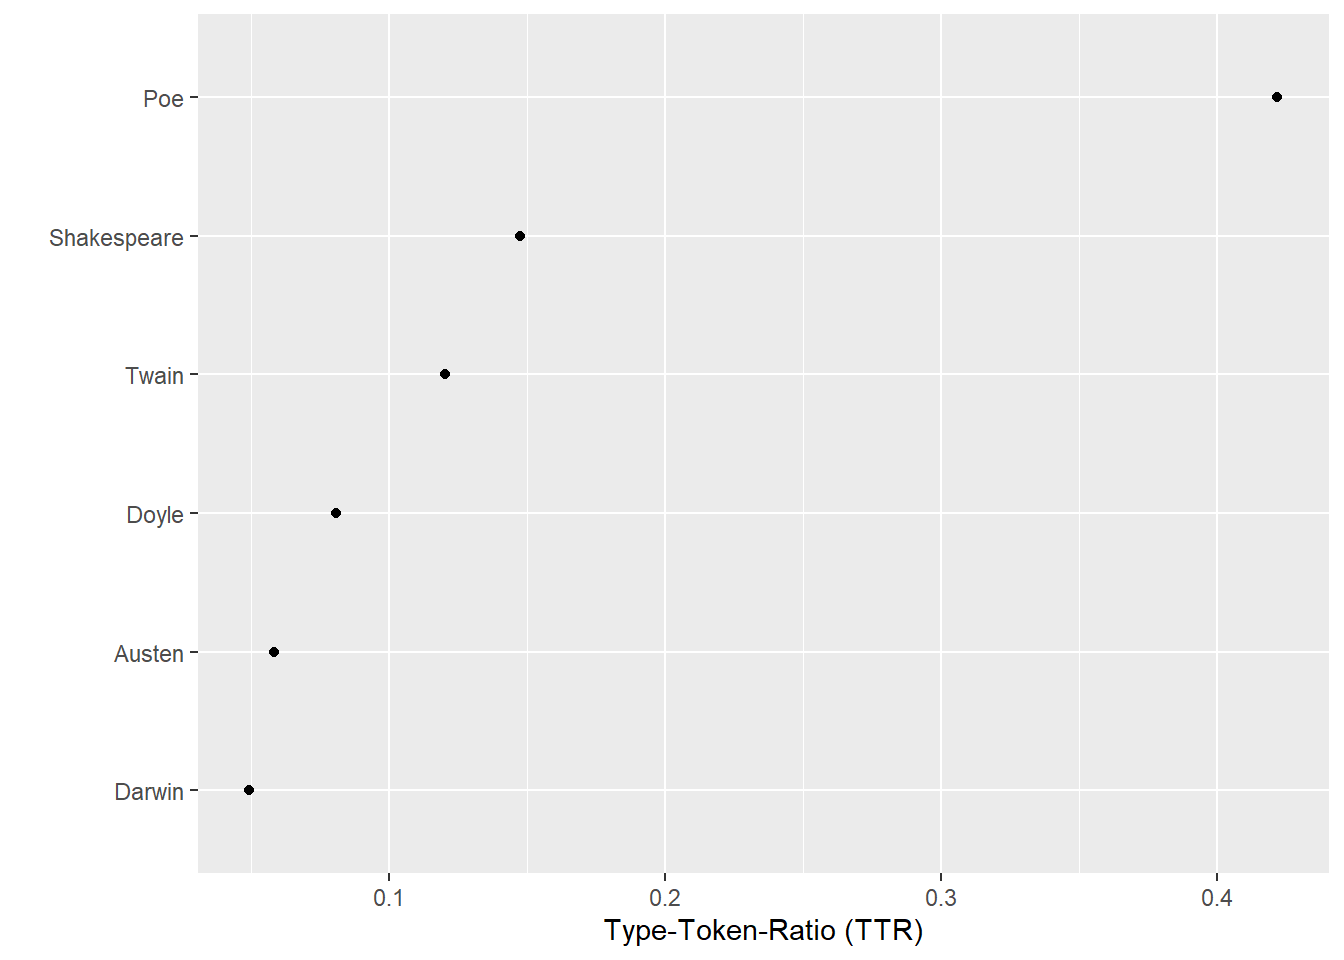 Poe
Shakespeare
Twain
Doyle
Austen
Darwin
0.1 0.2 0.3 0.4
Type-Token-Ratio (TTR)